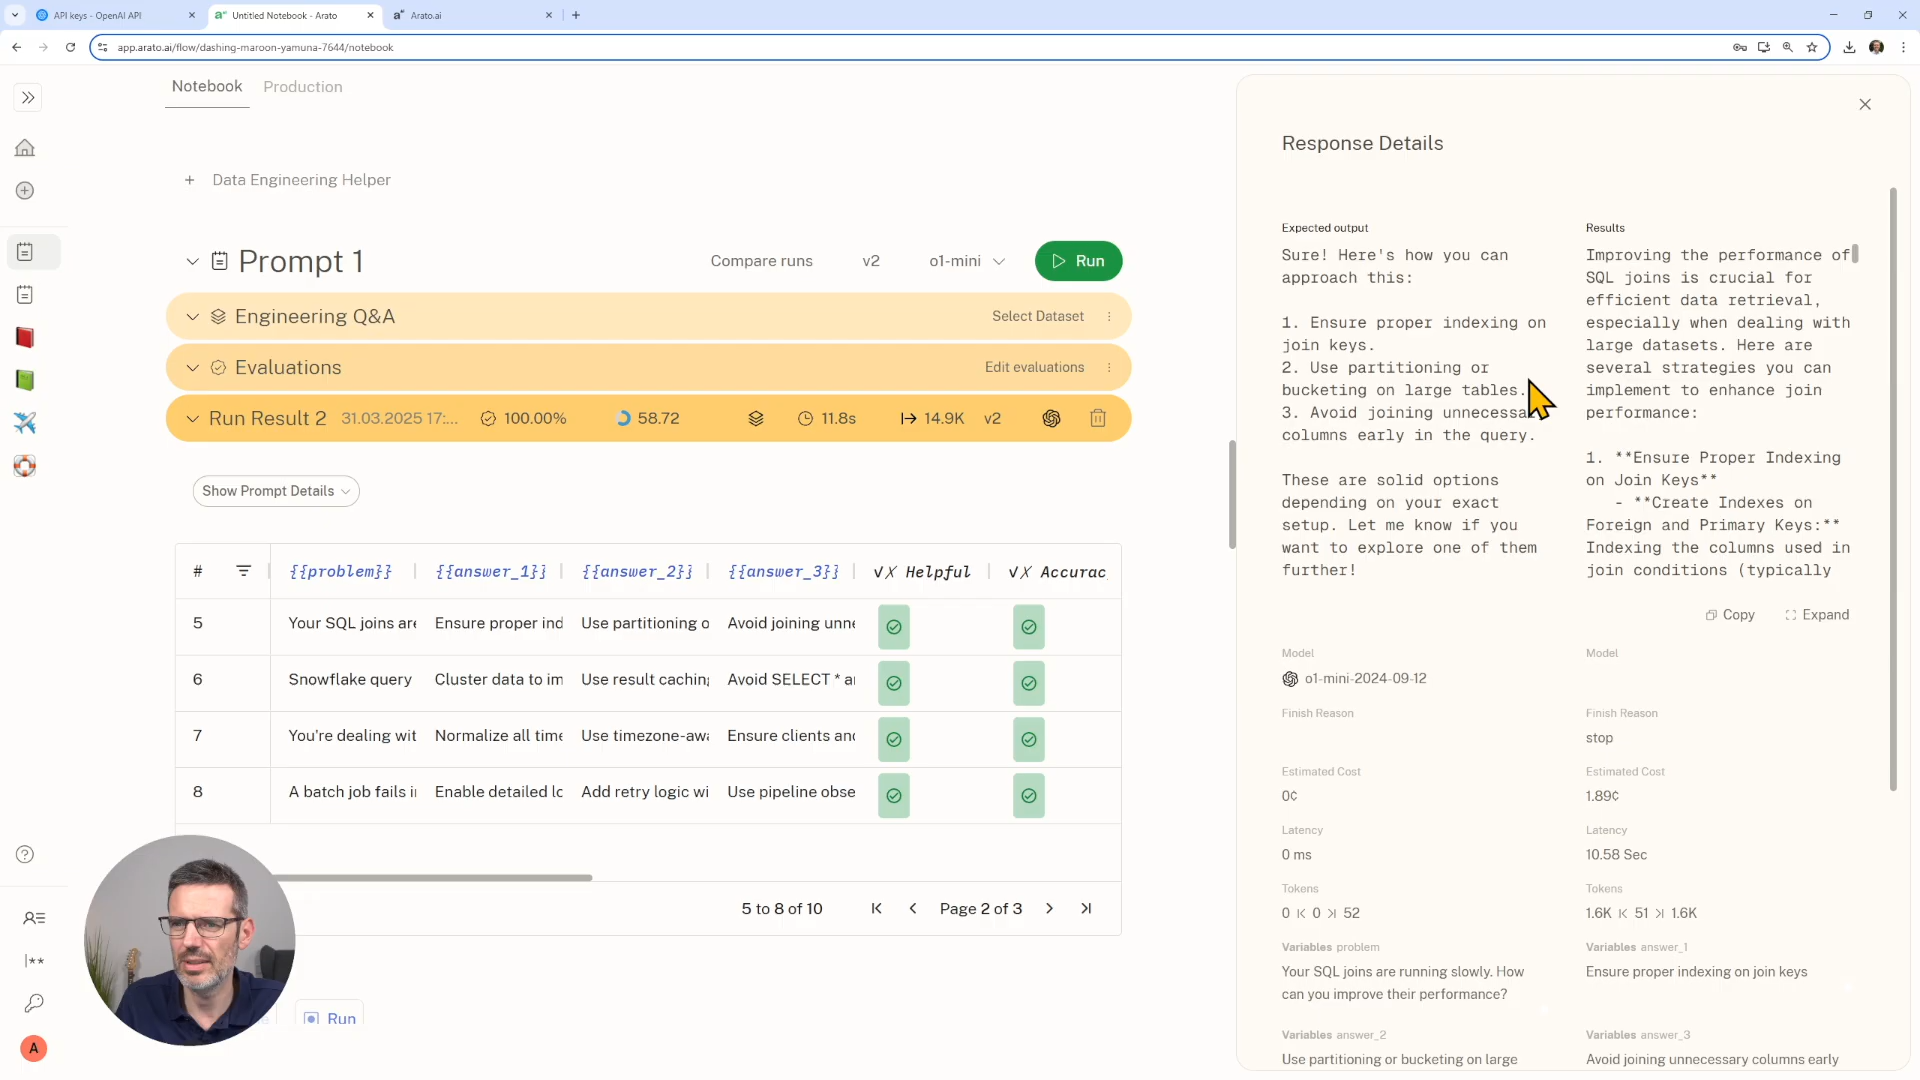 API keys - OpenAI API
Untitled Notebook - Arato
Arato.ai
app.arato.ai/flow/dashing-maroon-yamuna-7644/notebook
Notebook
Production
Data Engineering Helper
Prompt 1
Compare runs
v2
o1-mini
Run
Engineering Q&A
Select Dataset
Evaluations
Edit evaluations
Run Result 2
31.03.2025 17:...
100.00%
58.72
11.8s
14.9K
v2
Show Prompt Details
# {{problem}} {{answer_1}} {{answer_2}} {{answer_3}} √X Helpful √X Accurac
5 Your SQL joins are Ensure proper ind Use partitioning o Avoid joining unne
6 Snowflake query Cluster data to im Use result caching Avoid SELECT * a
7 You're dealing wit Normalize all time Use timezone-awa Ensure clients and
8 A batch job fails i Enable detailed lo Add retry logic wi Use pipeline obse
5 to 8 of 10
Page 2 of 3
Run
A
Response Details
Expected output
Sure! Here's how you can
approach this:
1. Ensure proper indexing on
join keys.
2. Use partitioning or
bucketing on large tables.
3. Avoid joining unnecessa
columns early in the query.
These are solid options
depending on your exact
setup. Let me know if you
want to explore one of them
further!
Results
Improving the performance of
SQL joins is crucial for
efficient data retrieval,
especially when dealing with
large datasets. Here are
several strategies you can
implement to enhance join
performance:
1. **Ensure Proper Indexing
on Join Keys**
- **Create Indexes on
Foreign and Primary Keys:**
Indexing the columns used in
join conditions (typically
Copy
Expand
Model
o1-mini-2024-09-12
Model
Finish Reason
Finish Reason
stop
Estimated Cost
0¢
Estimated Cost
1.89¢
Latency
0 ms
Latency
10.58 Sec
Tokens
0 0 52
Tokens
1.6K 51 1.6K
Variables problem
Your SQL joins are running slowly. How
can you improve their performance?
Variables answer_1
Ensure proper indexing on join keys
Variables answer_2
Use partitioning or bucketing on large
Variables answer_3
Avoid joining unnecessary columns early